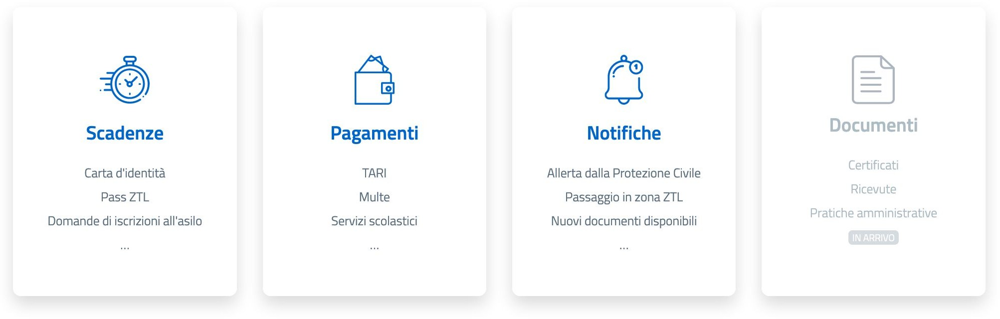 Scadenze
Carta d'identità
Pass ZTL
Domande di iscrizioni all'asilo
...
Pagamenti
TARI
Multe
Servizi scolastici
...
1
Notifiche
Allerta dalla Protezione Civile
Passaggio in zona ZTL
Nuovi documenti disponibili
...
Documenti
Certificati
Ricevute
Pratiche amministrative
IN ARRIVO